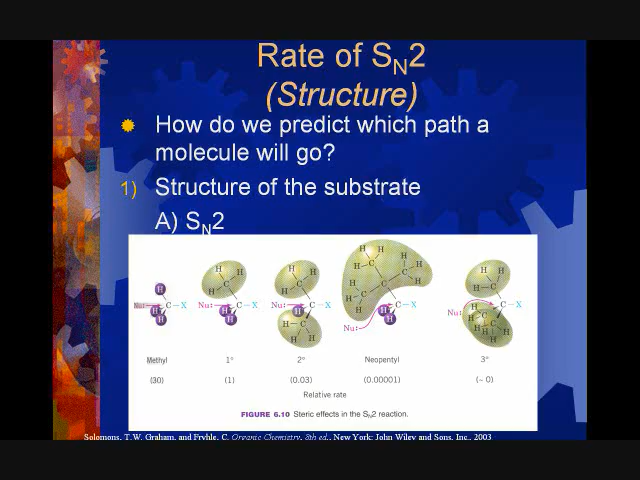 Rate of SN2
(Structure)
How do we predict which path a
molecule will go?
1) Structure of the substrate
A) SN2
H H H H H H H H H H H H H
H C C H C C H C C H C H H C C H
Nu: C X Nu: C X Nu: C X C X Nu: C X
H H H H H H H H H
Nu:
Methyl 1° 2° Neopentyl 3°
(30) (1) (0.03) (0.00001) (~ 0)
Relative rate
FIGURE 6.10 Steric effects in the SN2 reaction.
Solomons, T.W. Graham, and Fryhle, C. Organic Chemistry, 8th ed., New York: John Wiley and Sons, Inc., 2003